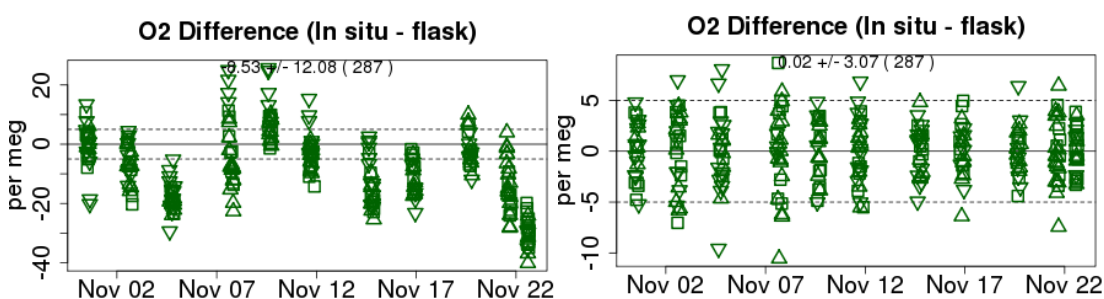 O2 Difference (In situ - flask)
-8.53 +/- 12.08 ( 287 )
per meg
20
0
-20
-40
Nov 02 Nov 07 Nov 12 Nov 17 Nov 22
O2 Difference (In situ - flask)
0.02 +/- 3.07 ( 287 )
per meg
5
0
-5
-10
Nov 02 Nov 07 Nov 12 Nov 17 Nov 22